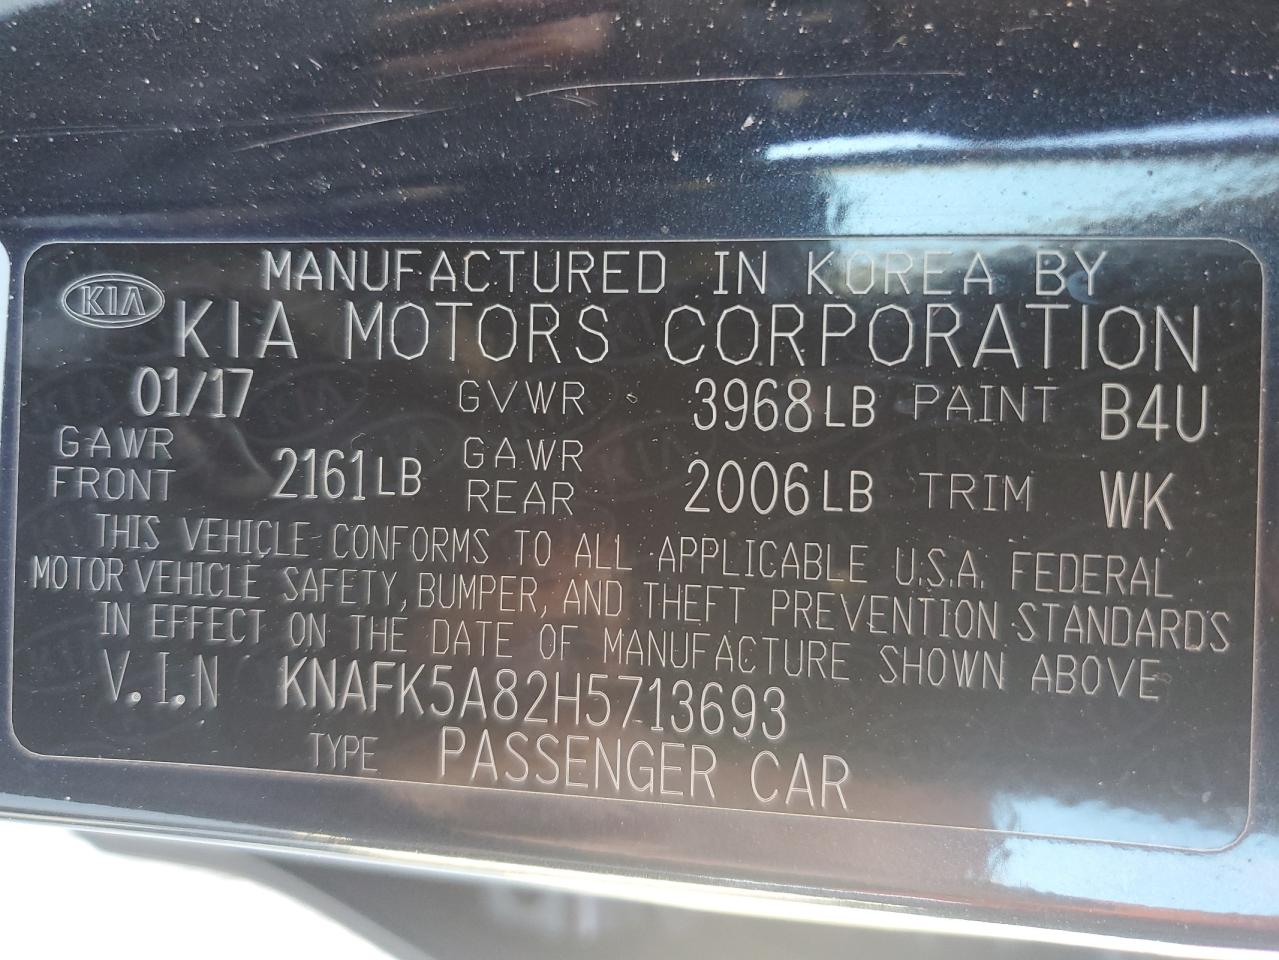 MANUFACTURED IN KOREA BY
KIA KIA MOTORS CORPORATION
01/17 GVWR 3968LB PAINT B4U
GAWR FRONT 2161LB GAWR REAR 2006LB TRIM WK
THIS VEHICLE CONFORMS TO ALL APPLICABLE U.S.A. FEDERAL
MOTOR VEHICLE SAFETY, BUMPER, AND THEFT PREVENTION STANDARDS
IN EFFECT ON THE DATE OF MANUFACTURE SHOWN ABOVE
V.I.N KNAFK5A82H5713693
TYPE PASSENGER CAR